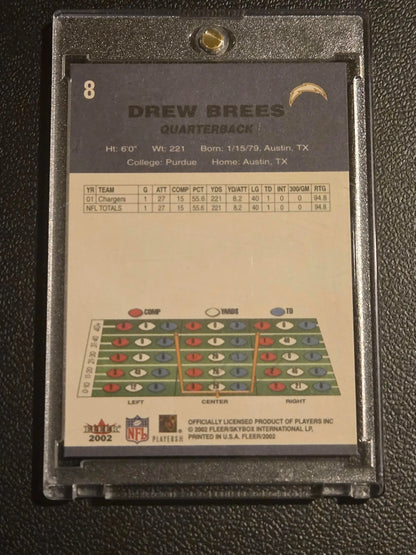 8
DREW BREES
QUARTERBACK
Ht: 6'0" Wt: 221 Born: 1/15/79, Austin, TX
College: Purdue Home: Austin, TX
YR TEAM G ATT COMP PCT YDS YD/ATT LG TD INT 300/GM RTG
01 Chargers 1 27 15 55.6 221 8.2 40 1 0 0 94.8
NFL TOTALS 1 27 15 55.6 221 8.2 40 1 0 0 94.8
COMP YARDS TD
LEFT CENTER RIGHT
FLEER
2002
NFL
PLAYERS
OFFICIALLY LICENSED PRODUCT OF PLAYERS INC
© 2002 FLEER/SKYBOX INTERNATIONAL LP,
PRINTED IN U.S.A. FLEER/2002